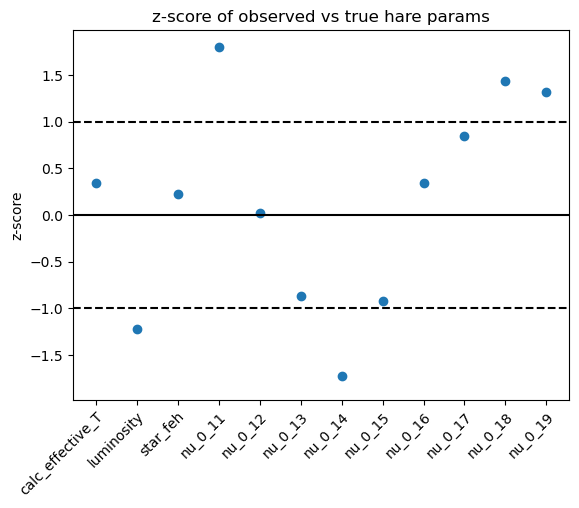 z-score of observed vs true hare params
z-score
1.5
1.0
0.5
0.0
−0.5
−1.0
−1.5
calc_effective_T
luminosity
star_feh
nu_0_11
nu_0_12
nu_0_13
nu_0_14
nu_0_15
nu_0_16
nu_0_17
nu_0_18
nu_0_19